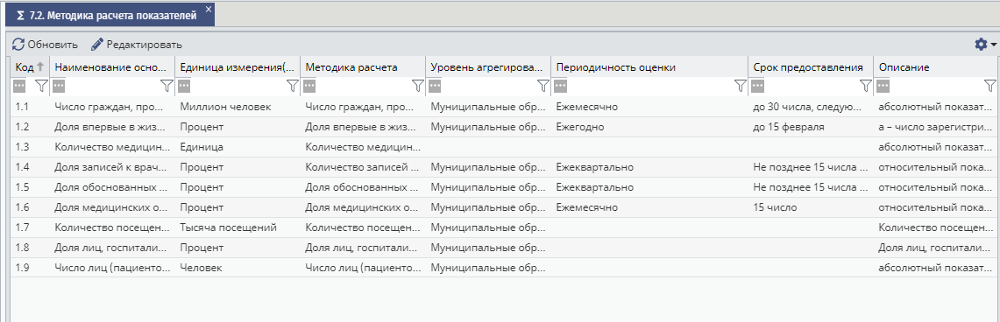 Σ 7.2. Методика расчета показателей ×
Обновить Редактировать
Код ↑ Наименование осно... Единица измерения(... Методика расчета Уровень агрегирова... Периодичность оценки Срок предоставления Описание
1.1 Число граждан, про... Миллион человек Число граждан, про... Муниципальные обр... Ежемесячно до 30 числа, следую... абсолютный показат...
1.2 Доля впервые в жиз... Процент Доля впервые в жиз... Муниципальные обр... Ежегодно до 15 февраля а – число зарегистри...
1.3 Количество медицин... Единица Количество медицин... абсолютный показат...
1.4 Доля записей к врач... Процент Количество записей ... Муниципальные обр... Ежеквартально Не позднее 15 числа ... относительный пока...
1.5 Доля обоснованных ... Процент Доля обоснованных ... Муниципальные обр... Ежеквартально Не позднее 15 числа ... относительный пока...
1.6 Доля медицинских о... Процент Доля медицинских о... Муниципальные обр... Ежемесячно 15 число относительный пока...
1.7 Количество посещен... Тысяча посещений Количество посещен... Муниципальные обр... Количество посещен...
1.8 Доля лиц, госпитали... Процент Доля лиц, госпитали... Муниципальные обр... Доля лиц, госпитали...
1.9 Число лиц (пациенто... Человек Число лиц (пациенто... Муниципальные обр... абсолютный показат...